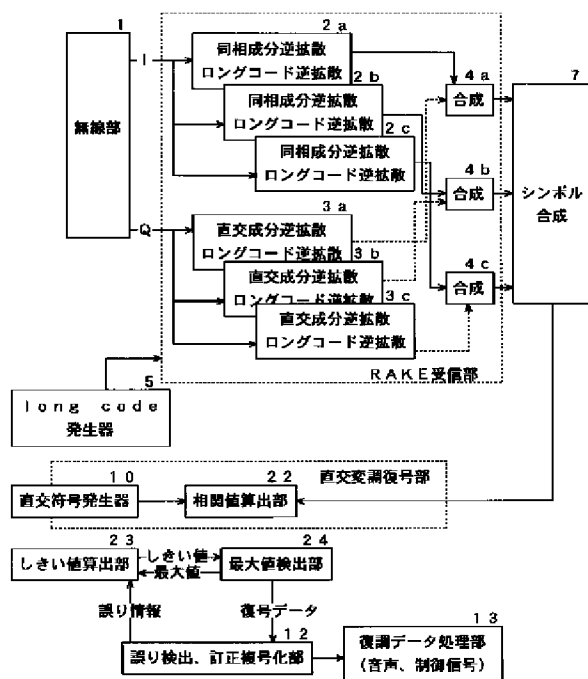 1
無線部
I
Q
2a
同相成分逆拡散
ロングコード逆拡散
2b
同相成分逆拡散
ロングコード逆拡散
2c
同相成分逆拡散
ロングコード逆拡散
3a
直交成分逆拡散
ロングコード逆拡散
3b
直交成分逆拡散
ロングコード逆拡散
3c
直交成分逆拡散
ロングコード逆拡散
4a
合成
4b
合成
4c
合成
7
シンボル
合成
RAKE受信部
5
long code
発生器
直交変調復号部
10
直交符号発生器
22
相関値算出部
23
しきい値算出部
しきい値
最大値
24
最大値検出部
誤り情報
復号データ
12
誤り検出、訂正複号化部
13
復調データ処理部
(音声、制御信号)